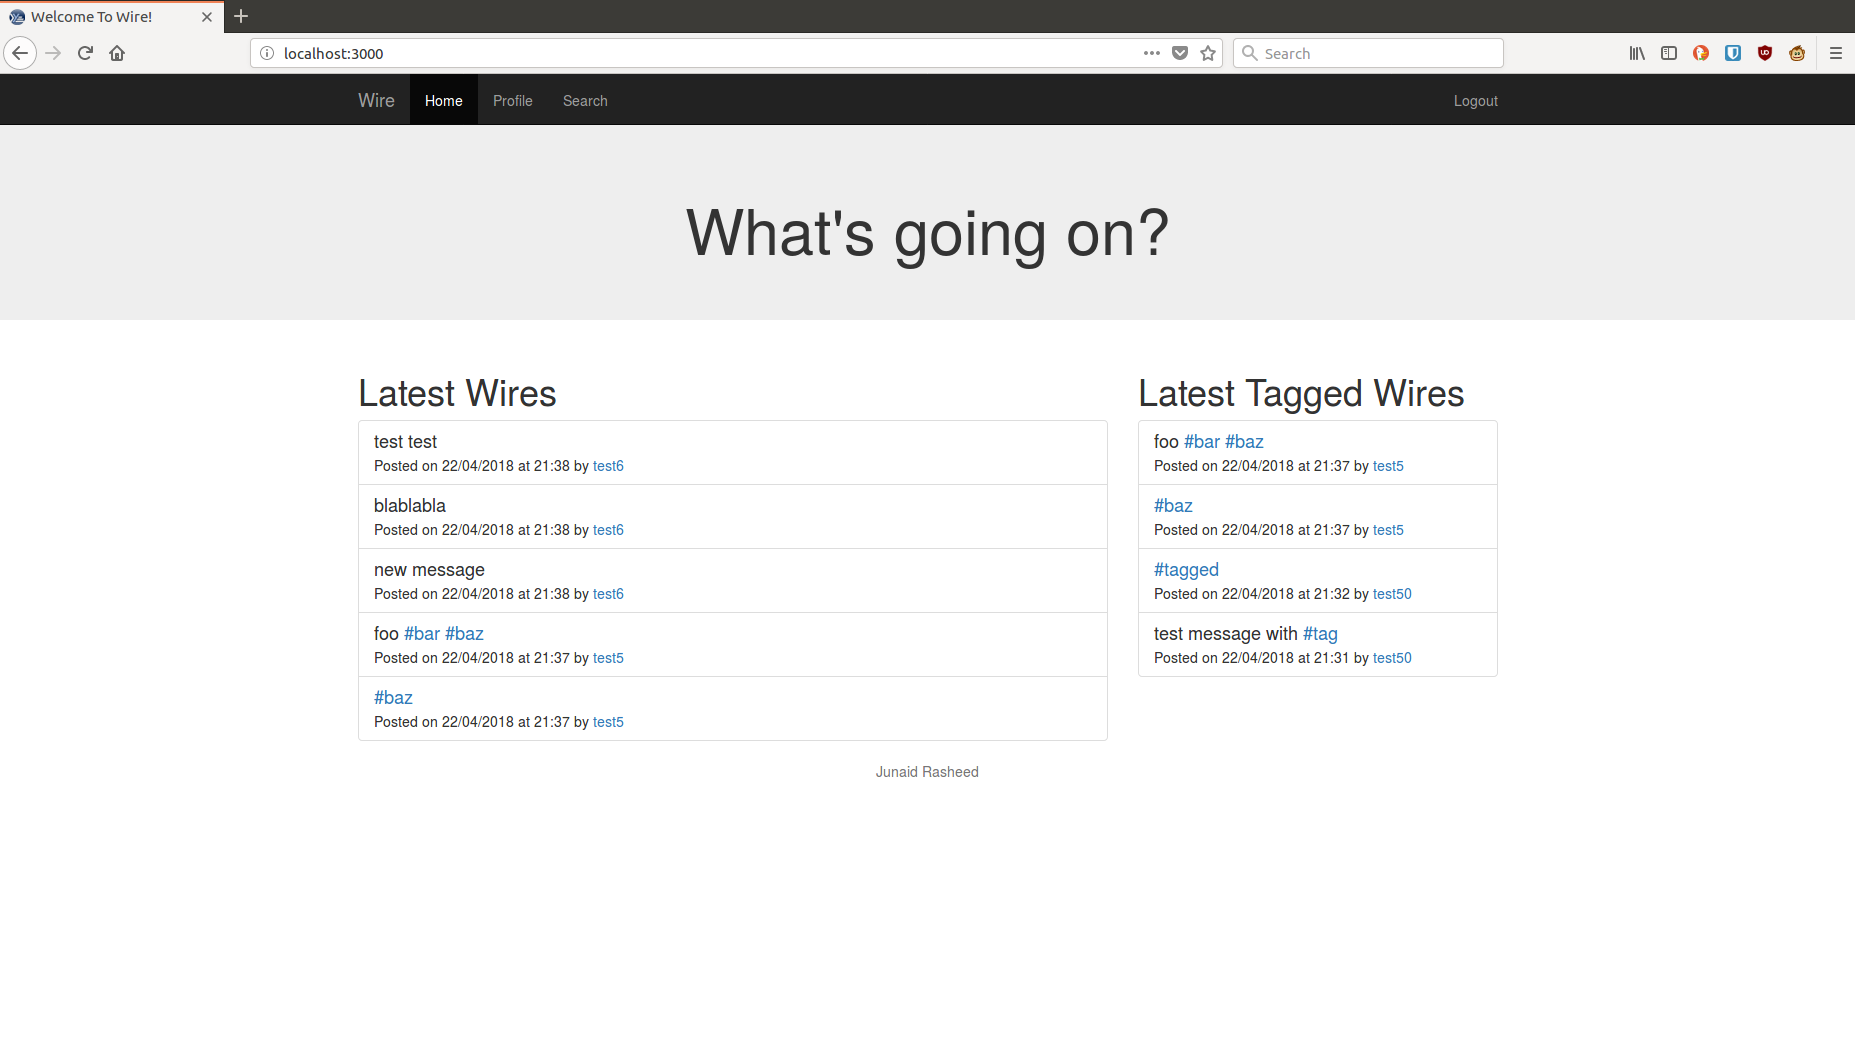 Welcome To Wire!
localhost:3000
Search
Wire Home Profile Search Logout
What's going on?
Latest Wires
test test
Posted on 22/04/2018 at 21:38 by test6
blablabla
Posted on 22/04/2018 at 21:38 by test6
new message
Posted on 22/04/2018 at 21:38 by test6
foo #bar #baz
Posted on 22/04/2018 at 21:37 by test5
#baz
Posted on 22/04/2018 at 21:37 by test5
Latest Tagged Wires
foo #bar #baz
Posted on 22/04/2018 at 21:37 by test5
#baz
Posted on 22/04/2018 at 21:37 by test5
#tagged
Posted on 22/04/2018 at 21:32 by test50
test message with #tag
Posted on 22/04/2018 at 21:31 by test50
Junaid Rasheed